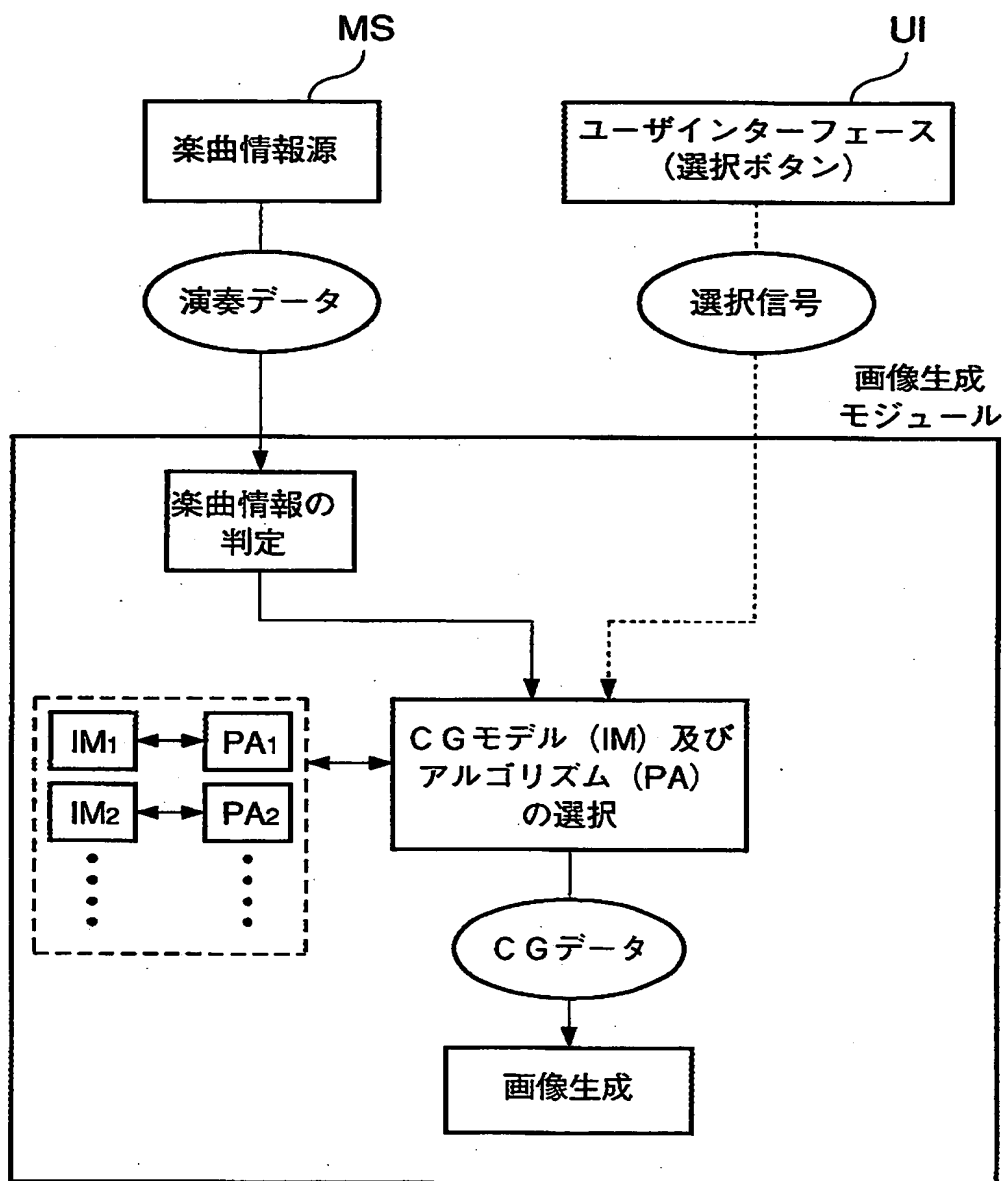 MS
UI
楽曲情報源
ユーザインターフェース
(選択ボタン)
演奏データ
選択信号
画像生成
モジュール
楽曲情報の
判定
IM1
PA1
IM2
PA2
CGモデル (IM) 及び
アルゴリズム (PA)
の選択
CGデータ
画像生成